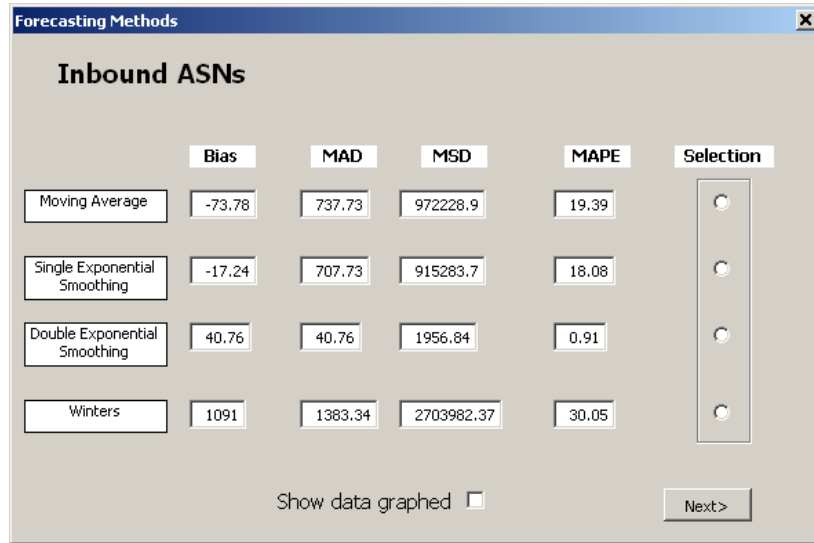 Forecasting Methods
Inbound ASNs
Bias MAD MSD MAPE Selection
Moving Average -73.78 737.73 972228.9 19.39
Single Exponential
Smoothing -17.24 707.73 915283.7 18.08
Double Exponential
Smoothing 40.76 40.76 1956.84 0.91
Winters 1091 1383.34 2703982.37 30.05
Show data graphed
Next>